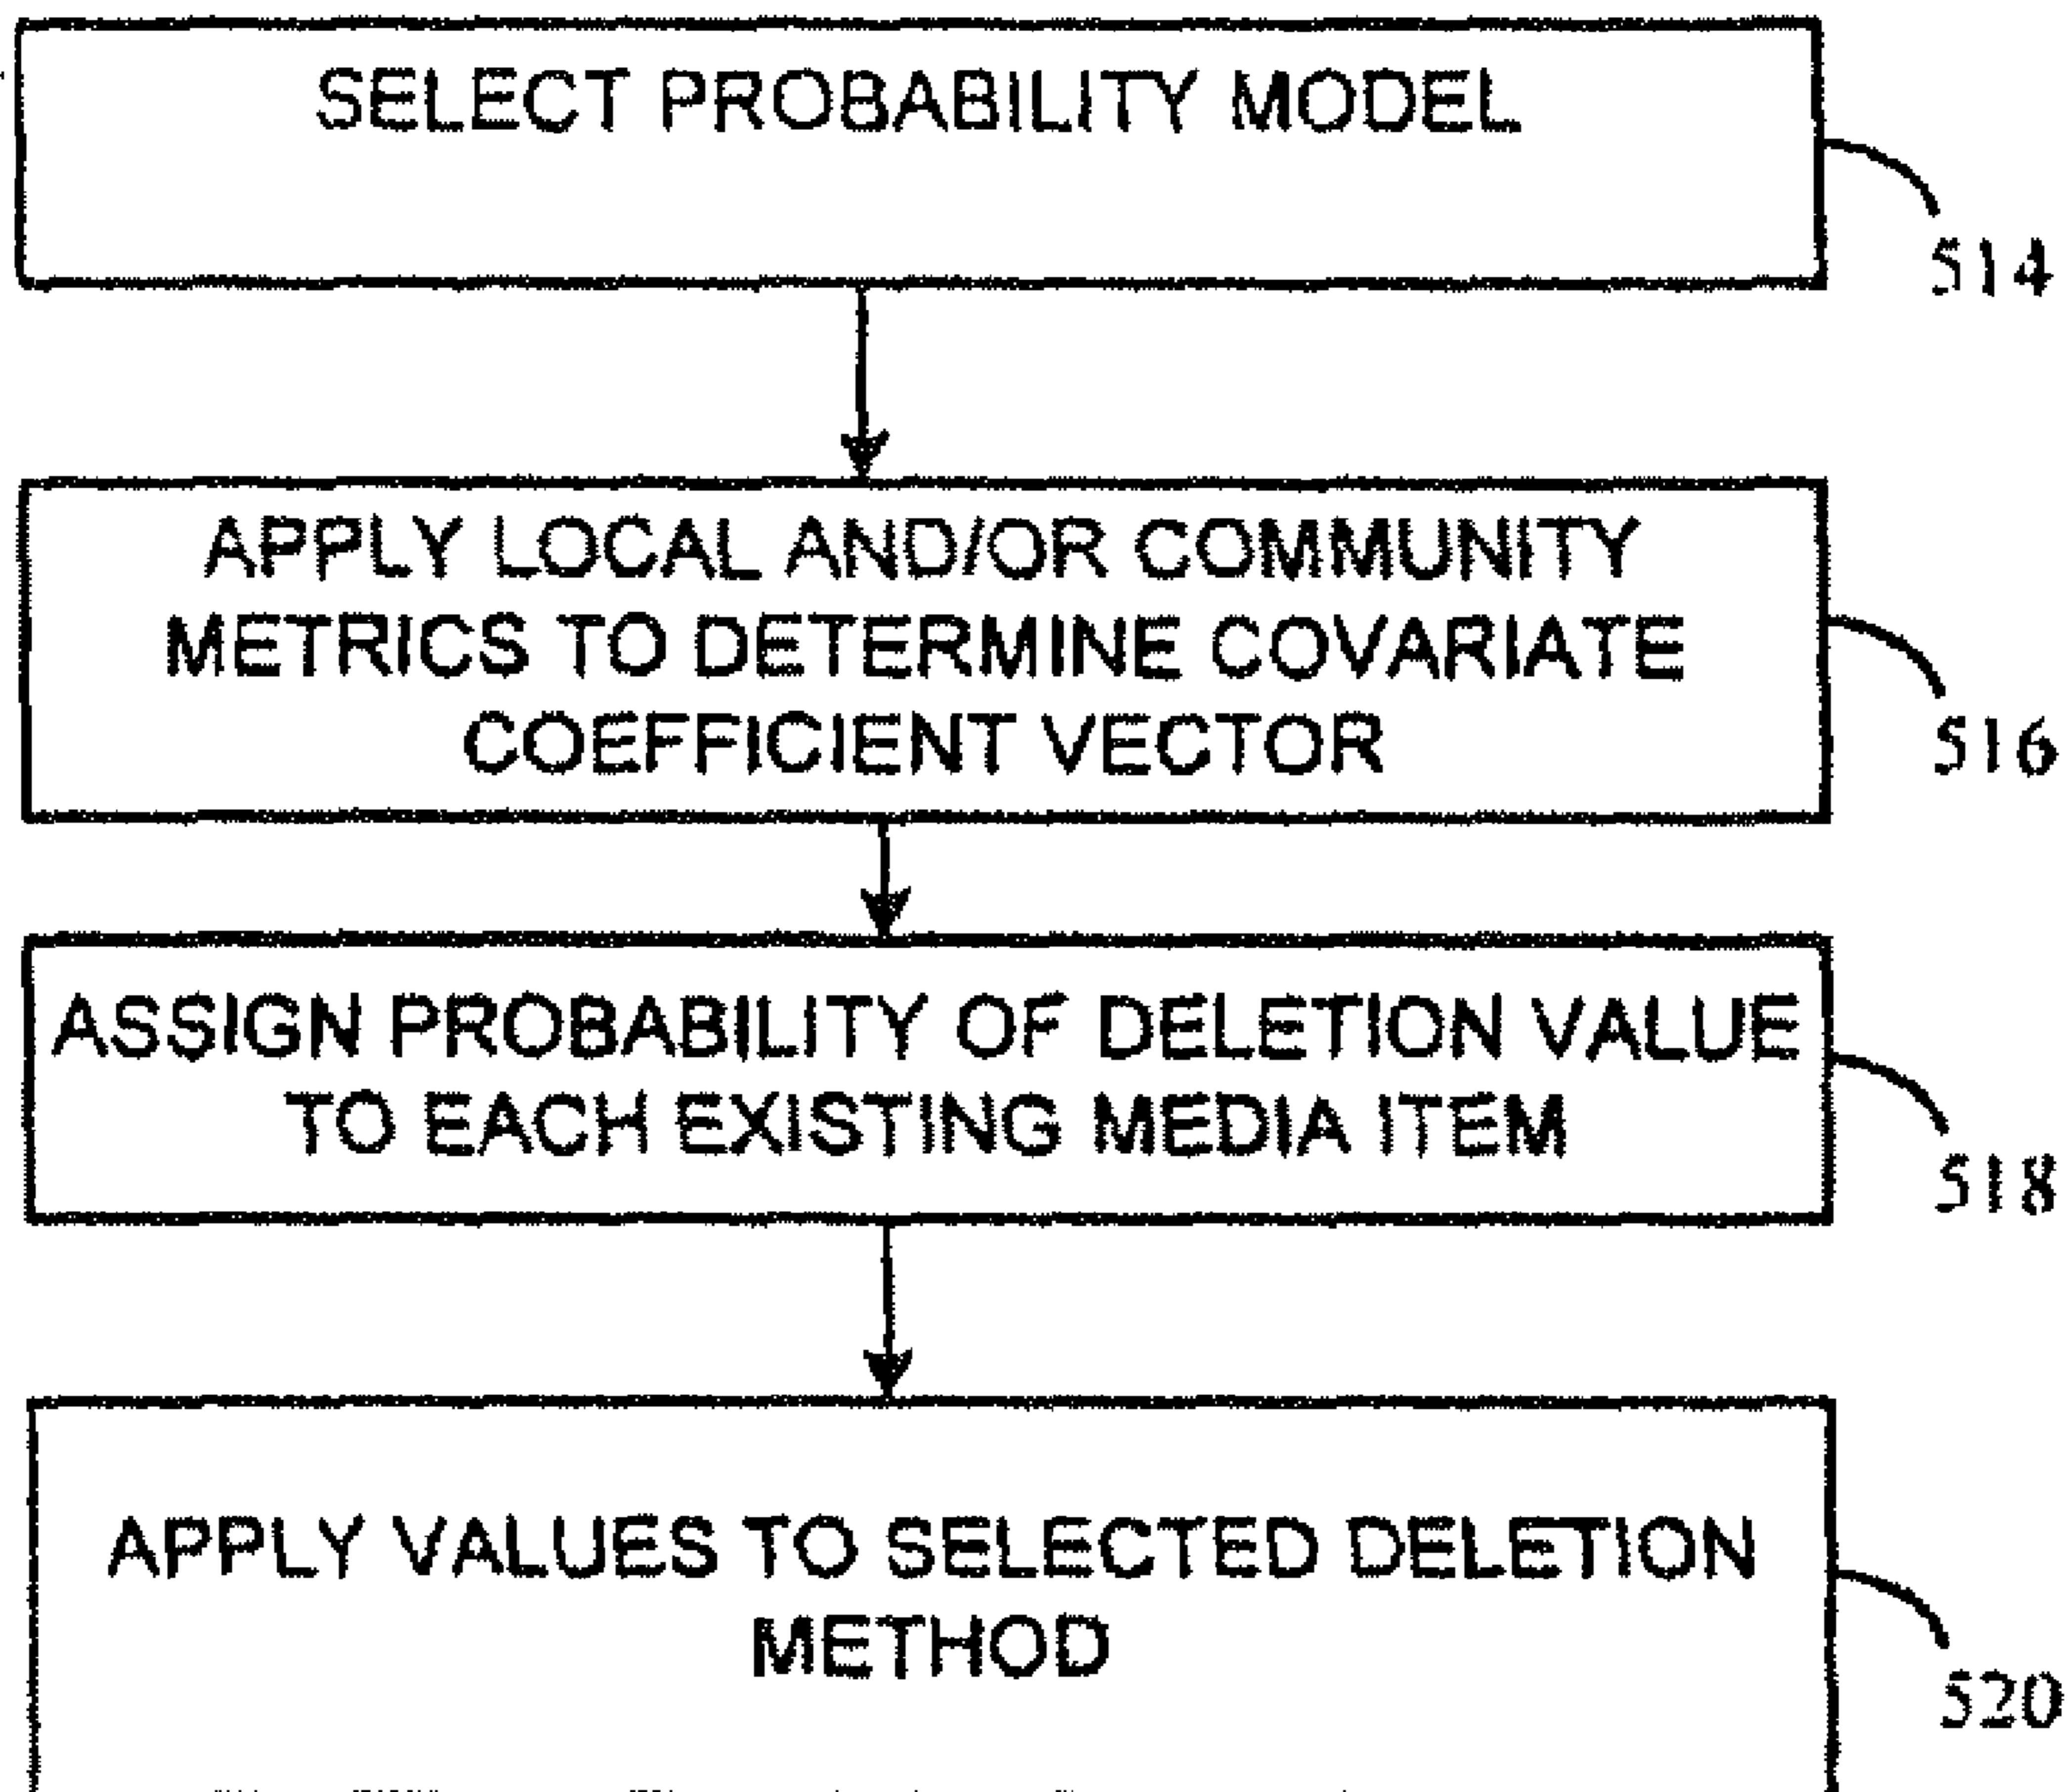 SELECT PROBABILITY MODEL
514
APPLY LOCAL AND/OR COMMUNITY
METRICS TO DETERMINE COVARIATE
COEFFICIENT VECTOR
516
ASSIGN PROBABILITY OF DELETION VALUE
TO EACH EXISTING MEDIA ITEM
518
APPLY VALUES TO SELECTED DELETION
METHOD
520